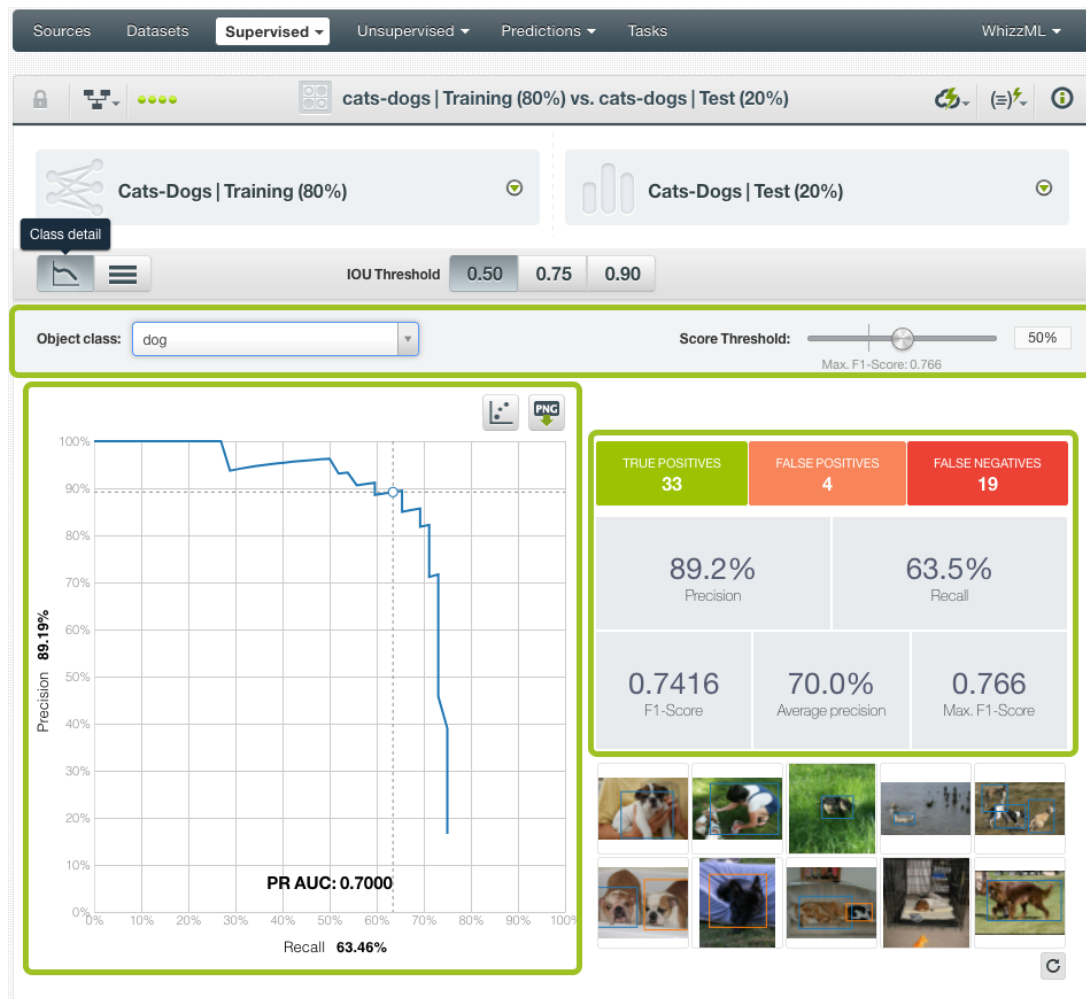 Sources Datasets Supervised Unsupervised Predictions Tasks WhizzML
cats-dogs | Training (80%) vs. cats-dogs | Test (20%)
Cats-Dogs | Training (80%)
Cats-Dogs | Test (20%)
Class detail
IOU Threshold 0.50 0.75 0.90
Object class: dog
Score Threshold: 50%
Max. F1-Score: 0.766
PNG
100%
90%
80%
70%
60%
50%
40%
30%
20%
10%
0%
Precision 89.19%
PR AUC: 0.7000
0% 10% 20% 30% 40% 50% 60% 70% 80% 90% 100%
Recall 63.46%
TRUE POSITIVES
33
FALSE POSITIVES
4
FALSE NEGATIVES
19
89.2%
Precision
63.5%
Recall
0.7416
F1-Score
70.0%
Average precision
0.766
Max. F1-Score